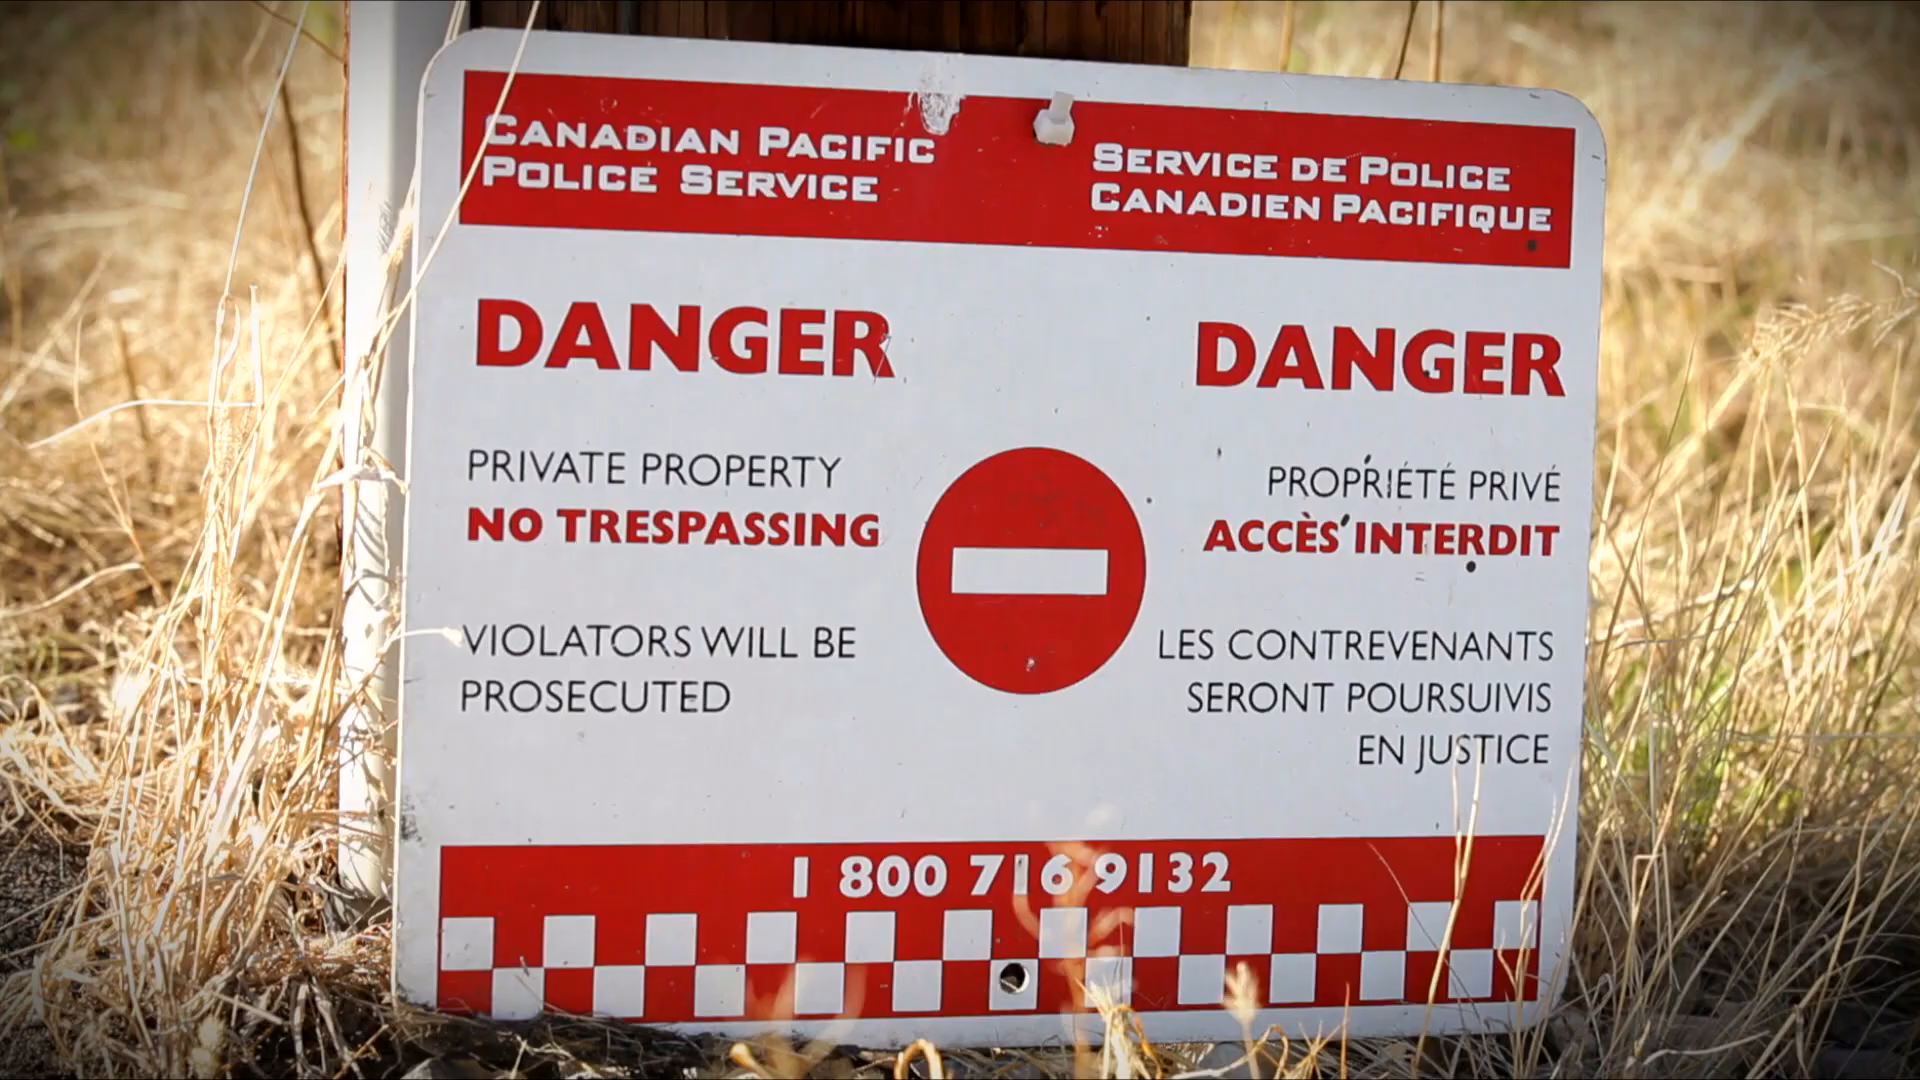 CANADIAN PACIFIC
POLICE SERVICE
SERVICE DE POLICE
CANADIEN PACIFIQUE
DANGER
PRIVATE PROPERTY
NO TRESPASSING
VIOLATORS WILL BE
PROSECUTED
DANGER
PROPRIÉTÉ PRIVÉ
ACCÈS INTERDIT
LES CONTREVENANTS
SERONT POURSUIVIS
EN JUSTICE
1 800 716 9132